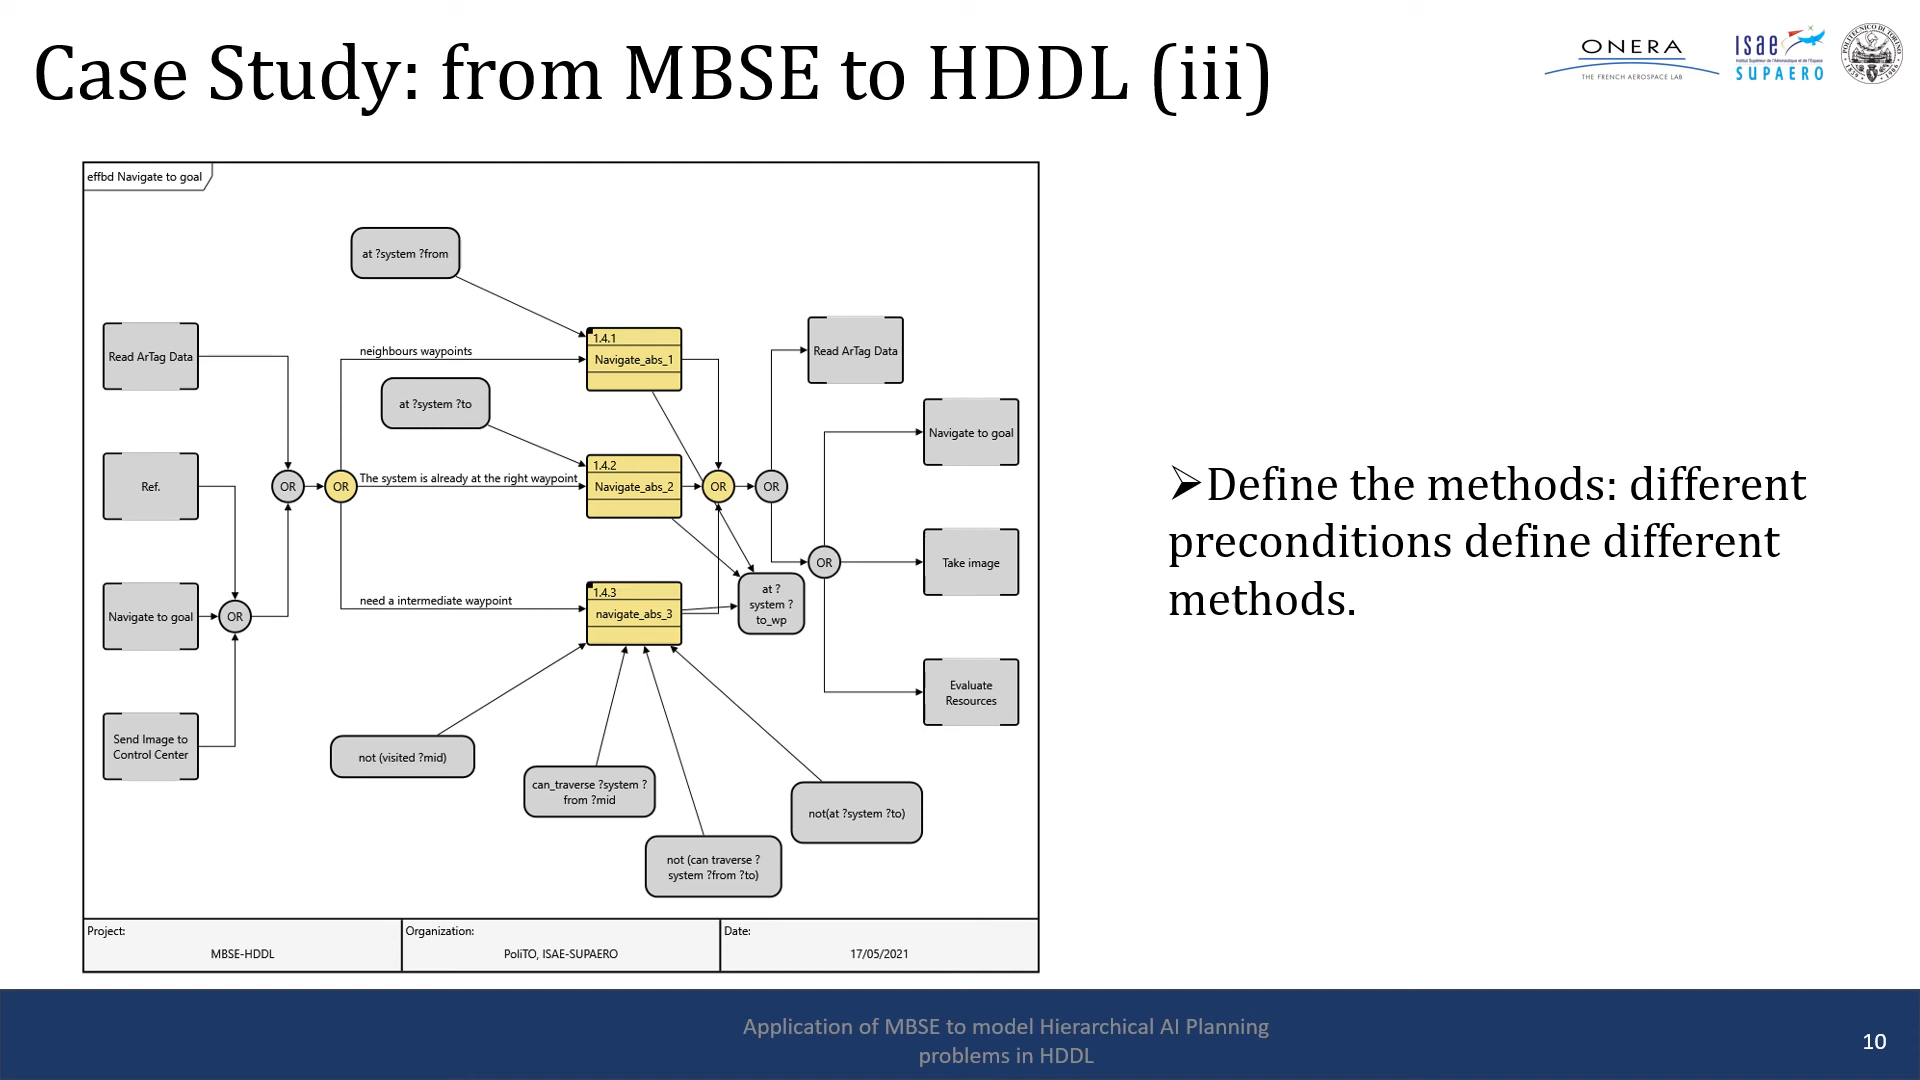 Case Study: from MBSE to HDDL (iii)
ONERA
THE FRENCH AEROSPACE LAB
isae
SUPAERO
effbd Navigate to goal
at ?system ?from
Read ArTag Data
neighbours waypoints
1.4.1
Navigate_abs_1
Read ArTag Data
at ?system ?to
Navigate to goal
Ref.
OR
OR
The system is already at the right waypoint
1.4.2
Navigate_abs_2
OR
OR
Navigate to goal
OR
need a intermediate waypoint
1.4.3
navigate_abs_3
at ?
system ?
to_wp
OR
Take image
Send Image to
Control Center
Evaluate
Resources
not (visited ?mid)
can_traverse ?system ?
from ?mid
not(at ?system ?to)
not (can traverse ?
system ?from ?to)
Project:
MBSE-HDDL
Organization:
PoliTO, ISAE-SUPAERO
Date:
17/05/2021
➢Define the methods: different
preconditions define different
methods.
Application of MBSE to model Hierarchical AI Planning
problems in HDDL
10